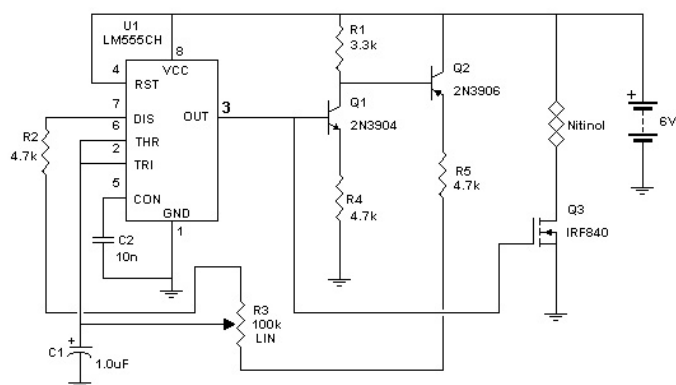 U1
LM555CH
R1
3.3k
8
VCC
4
RST
Q2
2N3906
7
DIS
3
OUT
Q1
2N3904
R2
4.7k
6
THR
2
TRI
Nitinol
+
6V
R5
4.7k
5
CON
GND
1
R4
4.7k
Q3
IRF840
C2
10n
R3
100k
LIN
+
C1
1.0uF